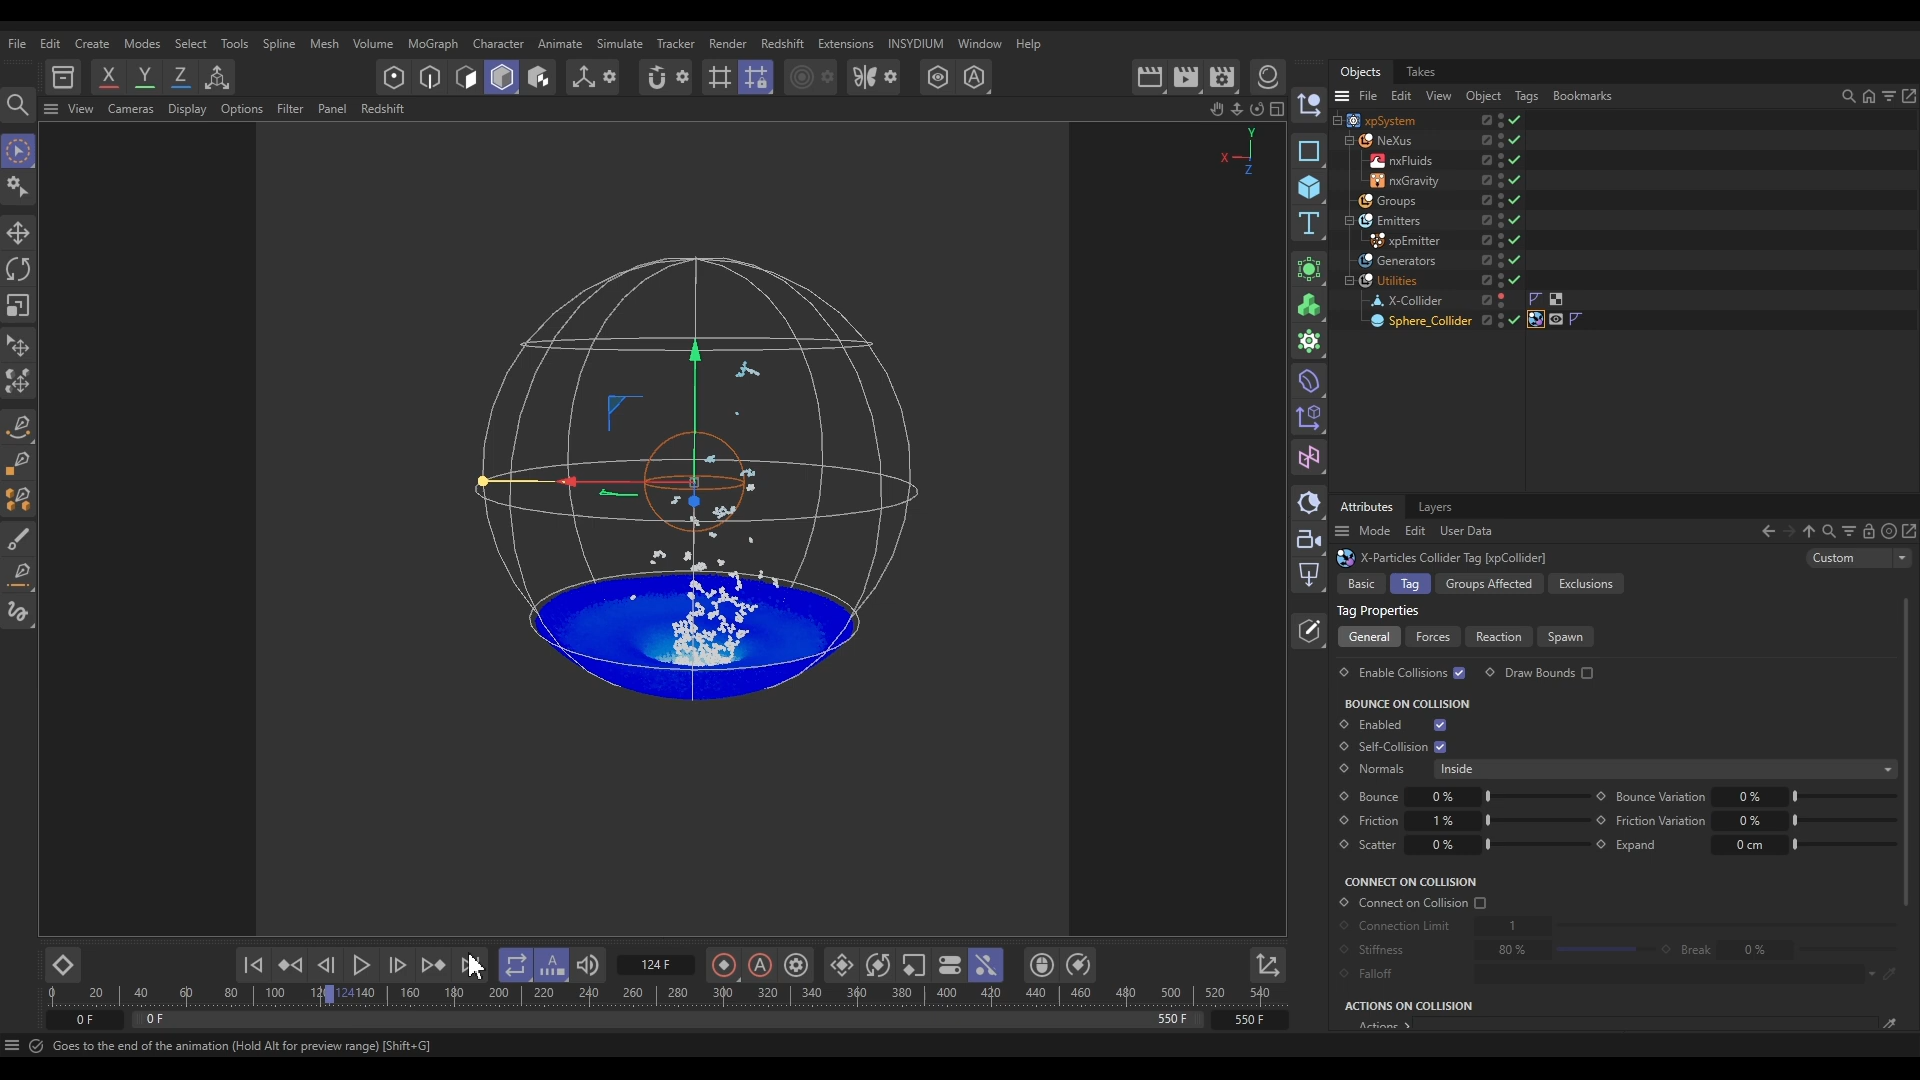 File Edit Create Modes Select Tools Spline Mesh Volume MoGraph Character Animate Simulate Tracker Render Redshift Extensions INSYDIUM Window Help
X Y Z
View Cameras Display Options Filter Panel Redshift
Y
X
Z
Objects Takes
File Edit View Object Tags Bookmarks
xpSystem
NeXus
nxFluids
nxGravity
Groups
Emitters
xpEmitter
Generators
Utilities
X-Collider
Sphere_Collider
Attributes Layers
Mode Edit User Data
X-Particles Collider Tag [xpCollider] Custom
Basic Tag Groups Affected Exclusions
Tag Properties
General Forces Reaction Spawn
Enable Collisions Draw Bounds
BOUNCE ON COLLISION
Enabled
Self-Collision
Normals Inside
Bounce 0 % Bounce Variation 0 %
Friction 1 % Friction Variation 0 %
Scatter 0 % Expand 0 cm
CONNECT ON COLLISION
Connect on Collision
Connection Limit 1
Stiffness 80 % Break 0 %
Falloff
ACTIONS ON COLLISION
Actions
124 F
0 20 40 60 80 100 124 140 160 180 200 220 240 260 280 300 320 340 360 380 400 420 440 460 480 500 520 540
0 F 0 F 550 F 550 F
Goes to the end of the animation (Hold Alt for preview range) [Shift+G]